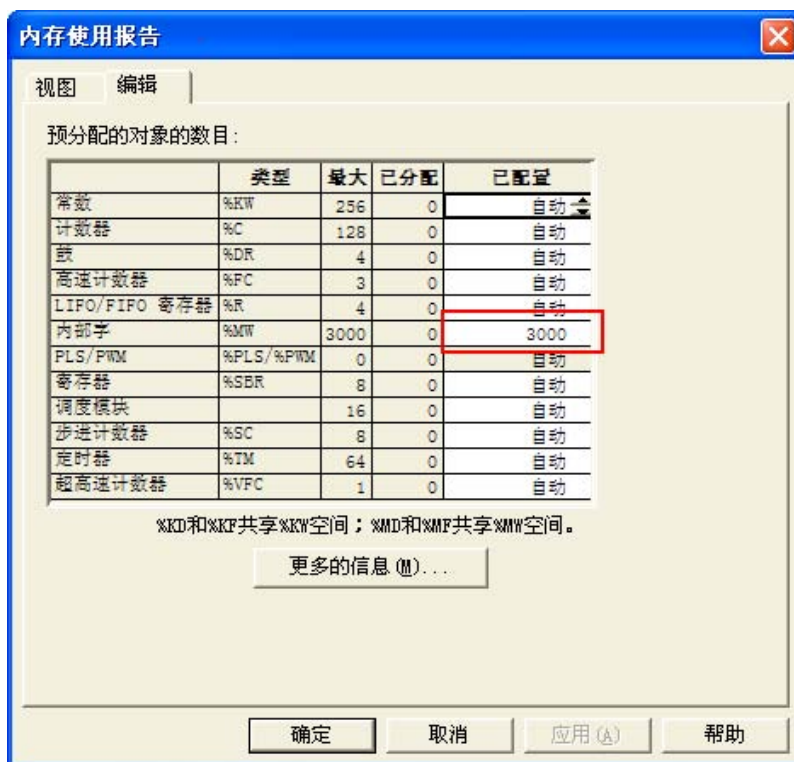 内存使用报告
视图 编辑
预分配的对象的数目:
类型 最大 已分配 已配置
常数 %KW 256 0 自动
计数器 %C 128 0 自动
鼓 %DR 4 0 自动
高速计数器 %FC 3 0 自动
LIFO/FIFO 寄存器 %R 4 0 自动
内部字 %MW 3000 0 3000
PLS/PWM %PLS/%PWM 0 0 自动
寄存器 %SBR 8 0 自动
调度模块 16 0 自动
步进计数器 %SC 8 0 自动
定时器 %TM 64 0 自动
超高速计数器 %VFC 1 0 自动
%KD和%KF共享%KW空间；%MD和%MF共享%MW空间。
更多的信息(M)...
确定 取消 应用(A) 帮助